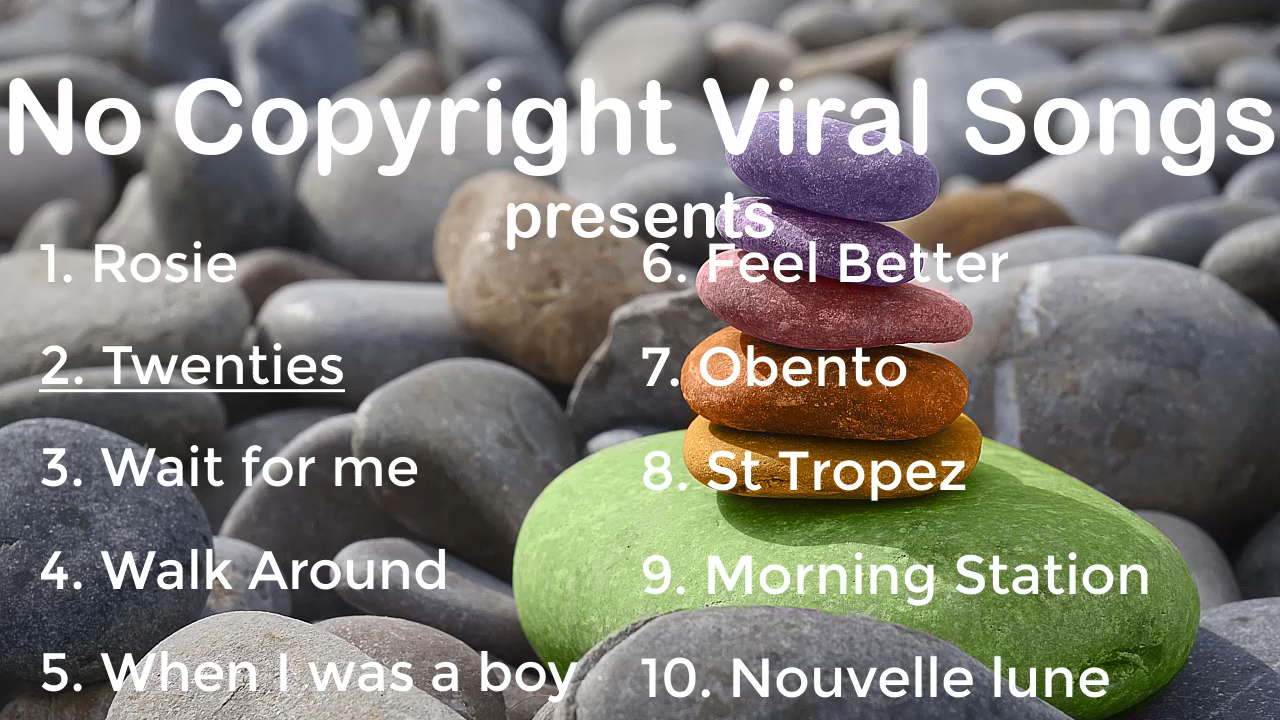 No Copyright Viral Songs
presents
1. Rosie
2. Twenties
3. Wait for me
4. Walk Around
5. When I was a boy
6. Feel Better
7. Obento
8. St Tropez
9. Morning Station
10. Nouvelle lune